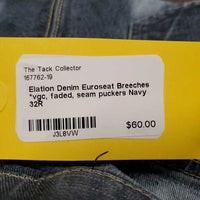 The Tack Collector
167762-19
Elation Denim Euroseat Breeches
*vgc, faded, seam puckers Navy
32R
$60.00
J3L8VW